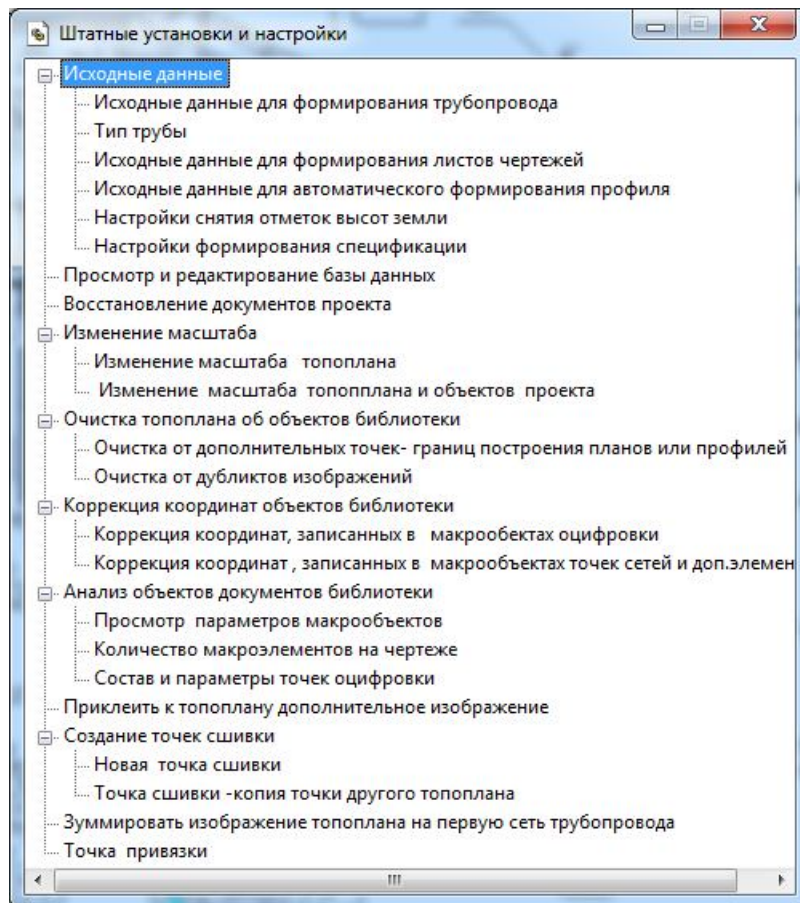 Штатные установки и настройки
Исходные данные
Исходные данные для формирования трубопровода
Тип трубы
Исходные данные для формирования листов чертежей
Исходные данные для автоматического формирования профиля
Настройки снятия отметок высот земли
Настройки формирования спецификации
Просмотр и редактирование базы данных
Восстановление документов проекта
Изменение масштаба
Изменение масштаба топоплана
Изменение масштаба топопплана и объектов проекта
Очистка топоплана об объектов библиотеки
Очистка от дополнительных точек- границ построения планов или профилей
Очистка от дубликтов изображений
Коррекция координат объектов библиотеки
Коррекция координат, записанных в макрообектах оцифровки
Коррекция координат , записанных в макрообъектах точек сетей и доп.элемен
Анализ объектов документов библиотеки
Просмотр параметров макрообъектов
Количество макроэлементов на чертеже
Состав и параметры точек оцифровки
Приклеить к топоплану дополнительное изображение
Создание точек сшивки
Новая точка сшивки
Точка сшивки -копия точки другого топоплана
Зуммировать изображение топоплана на первую сеть трубопровода
Точка привязки